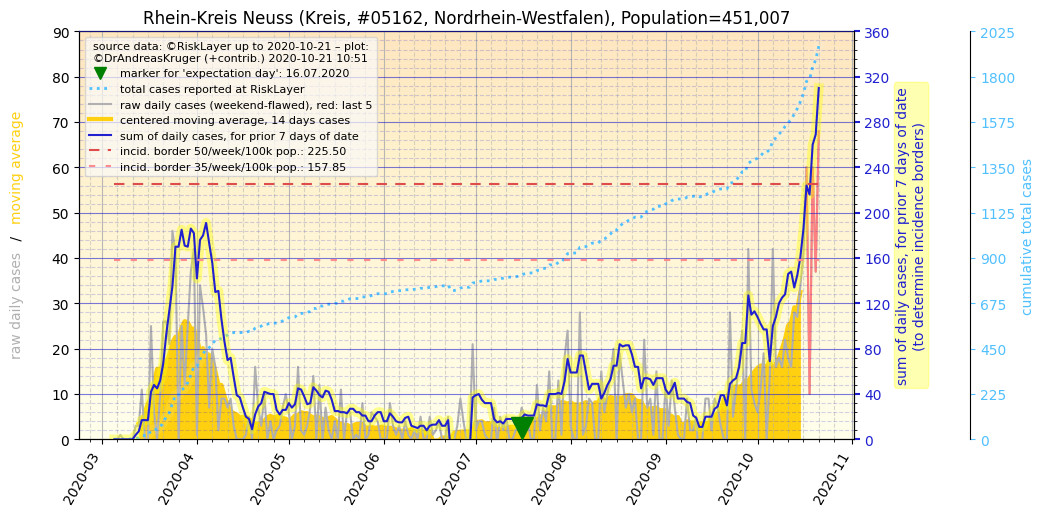 Rhein-Kreis Neuss (Kreis, #05162, Nordrhein-Westfalen), Population=451,007
source data: ©RiskLayer up to 2020-10-21 – plot:
©DrAndreasKruger (+contrib.) 2020-10-21 10:51
marker for 'expectation day': 16.07.2020
total cases reported at RiskLayer
raw daily cases (weekend-flawed), red: last 5
centered moving average, 14 days cases
sum of daily cases, for prior 7 days of date
incid. border 50/week/100k pop.: 225.50
incid. border 35/week/100k pop.: 157.85
raw daily cases / moving average
90
80
70
60
50
40
30
20
10
0
2020-03
2020-04
2020-05
2020-06
2020-07
2020-08
2020-09
2020-10
2020-11
360
320
280
240
200
160
120
80
40
0
sum of daily cases, for prior 7 days of date
(to determine incidence borders)
2025
1800
1575
1350
1125
900
675
450
225
0
cumulative total cases